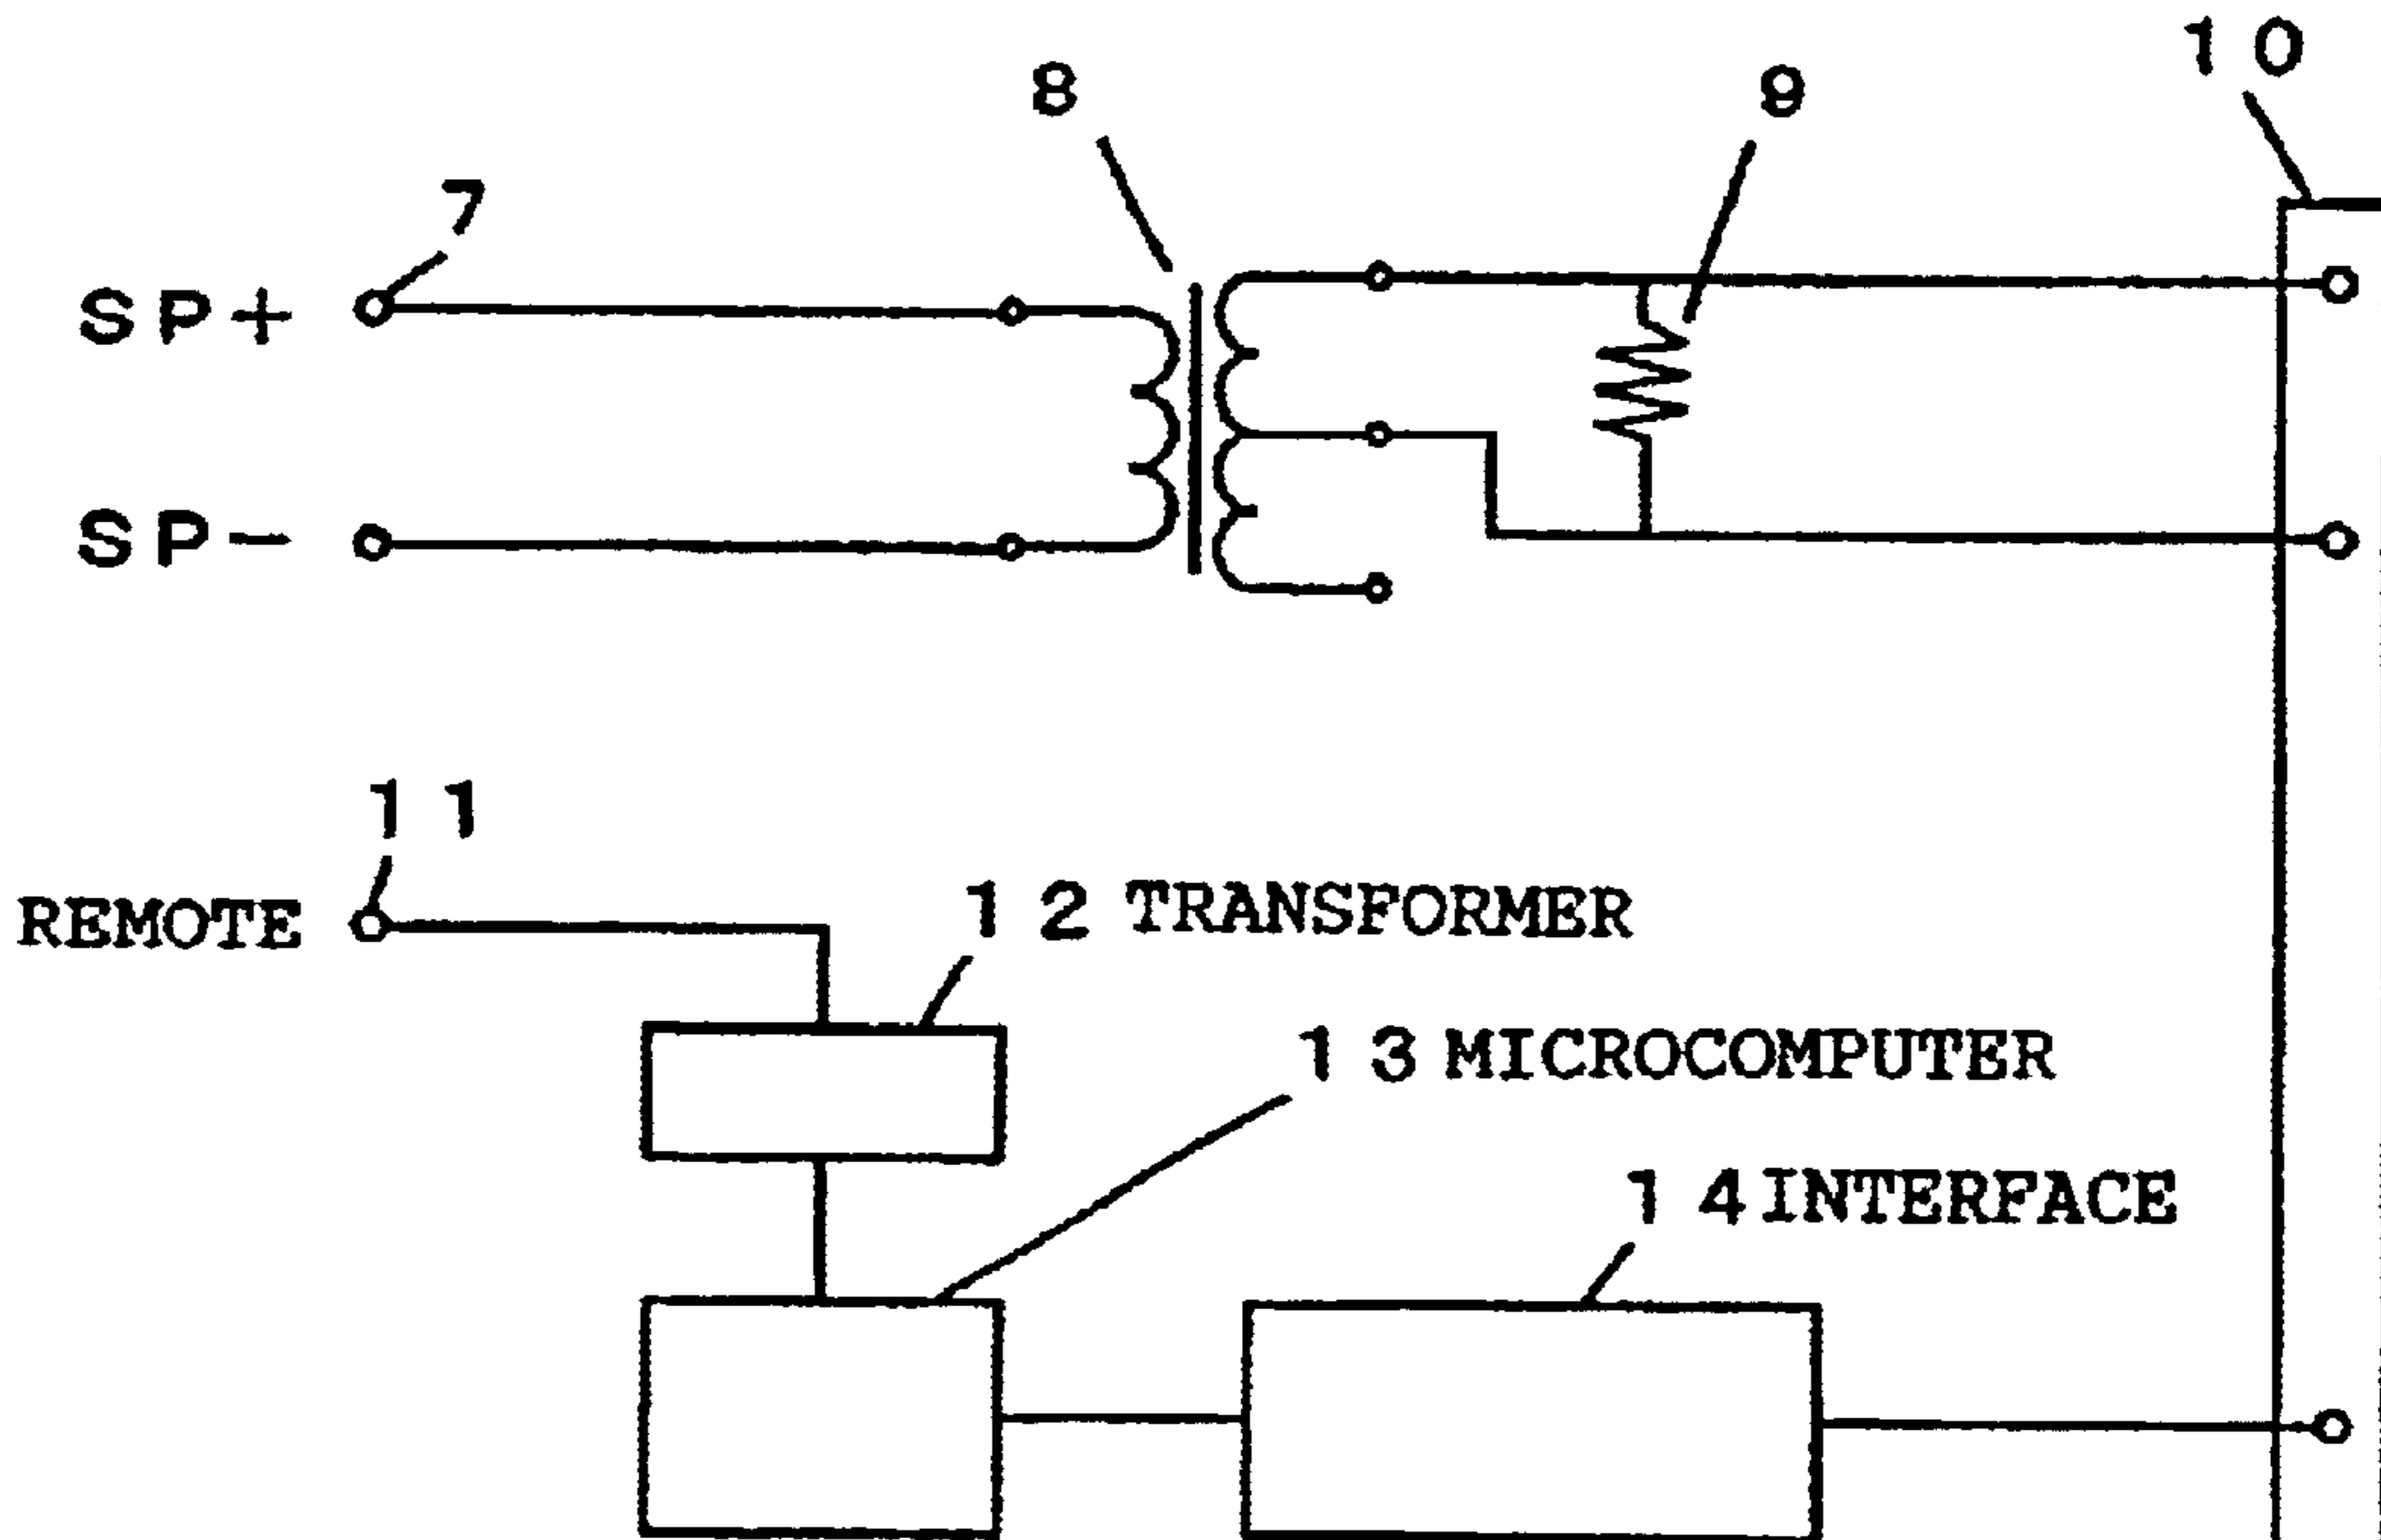 10
8
9
7
SP+
SP-
11
REMOTE
12 TRANSFORMER
13 MICROCOMPUTER
14 INTERFACE